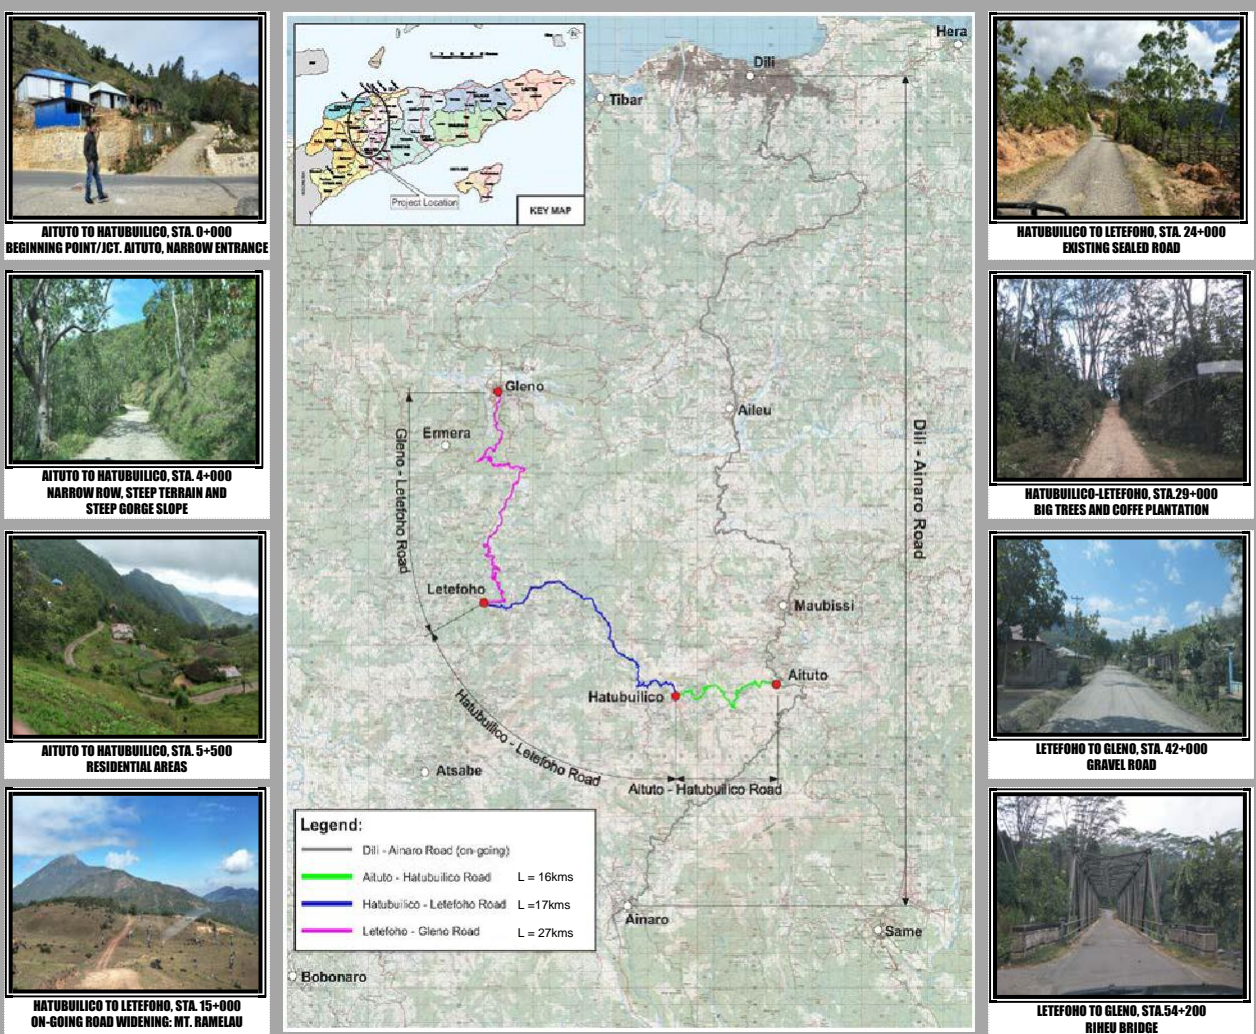 AITUTO TO HATUBUILICO, STA. 0+000
BEGINNING POINT/JCT. AITUTO, NARROW ENTRANCE
AITUTO TO HATUBUILICO, STA. 4+000
NARROW ROW, STEEP TERRAIN AND
STEEP GORGE SLOPE
AITUTO TO HATUBUILICO, STA. 5+500
RESIDENTIAL AREAS
HATUBUILICO TO LETEFOHO, STA. 15+000
ON-GOING ROAD WIDENING: MT. RAMELAU
Project Location
KEY MAP
Hera
Dili
Tibar
Gleno
Ermera
Aileu
Gleno - Letefoho Road
Dili - Ainaro Road
Letefoho
Maubissi
Aituto
Hatubuilico
Hatubuilico - Letefoho Road
Atsabe
Aituto - Hatubuilico Road
Legend:
Dili - Ainaro Road (on-going)
Aituto - Hatubuilico Road L = 16kms
Hatubuilico - Letefoho Road L =17kms
Letefoho - Gleno Road L = 27kms
Ainaro
Same
Bobonaro
HATUBUILICO TO LETEFOHO, STA. 24+000
EXISTING SEALED ROAD
HATUBUILICO-LETEFOHO, STA.29+000
BIG TREES AND COFFE PLANTATION
LETEFOHO TO GLENO, STA. 42+000
GRAVEL ROAD
LETEFOHO TO GLENO, STA.54+200
RIHEU BRIDGE